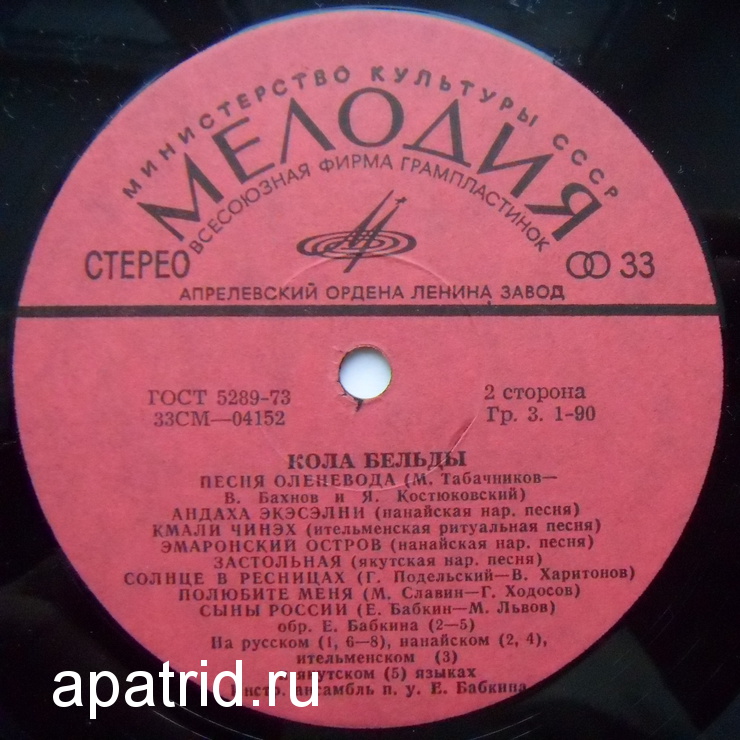 МИНИСТЕРСТВО КУЛЬТУРЫ СССР
МЕЛОДИЯ
ВСЕСОЮЗНАЯ ФИРМА ГРАМПЛАСТИНОК
СТЕРЕО
33
АПРЕЛЕВСКИЙ ОРДЕНА ЛЕНИНА ЗАВОД
ГОСТ 5289-73
33СМ—04152
2 сторона
Гр. 3. 1-90
КОЛА БЕЛЬДЫ
ПЕСНЯ ОЛЕНЕВОДА (М. Табачников—
В. Бахнов и Я. Костюковский)
АНДАХА ЭКЭСЭЛНИ (нанайская нар. песня)
КМАЛИ ЧИНЭХ (ительменская ритуальная песня)
ЭМАРОНСКИЙ ОСТРОВ (нанайская нар. песня)
ЗАСТОЛЬНАЯ (якутская нар. песня)
СОЛНЦЕ В РЕСНИЦАХ (Г. Подельский—В. Харитонов)
ПОЛЮБИТЕ МЕНЯ (М. Славин—Г. Ходосов)
СЫНЫ РОССИИ (Е. Бабкин—М. Львов)
обр. Е. Бабкина (2—5)
На русском (1, 6—8), нанайском (2, 4),
ительменском (3)
якутском (5) языках
Инстр. ансамбль п. у. Е. Бабкина
apatrid.ru